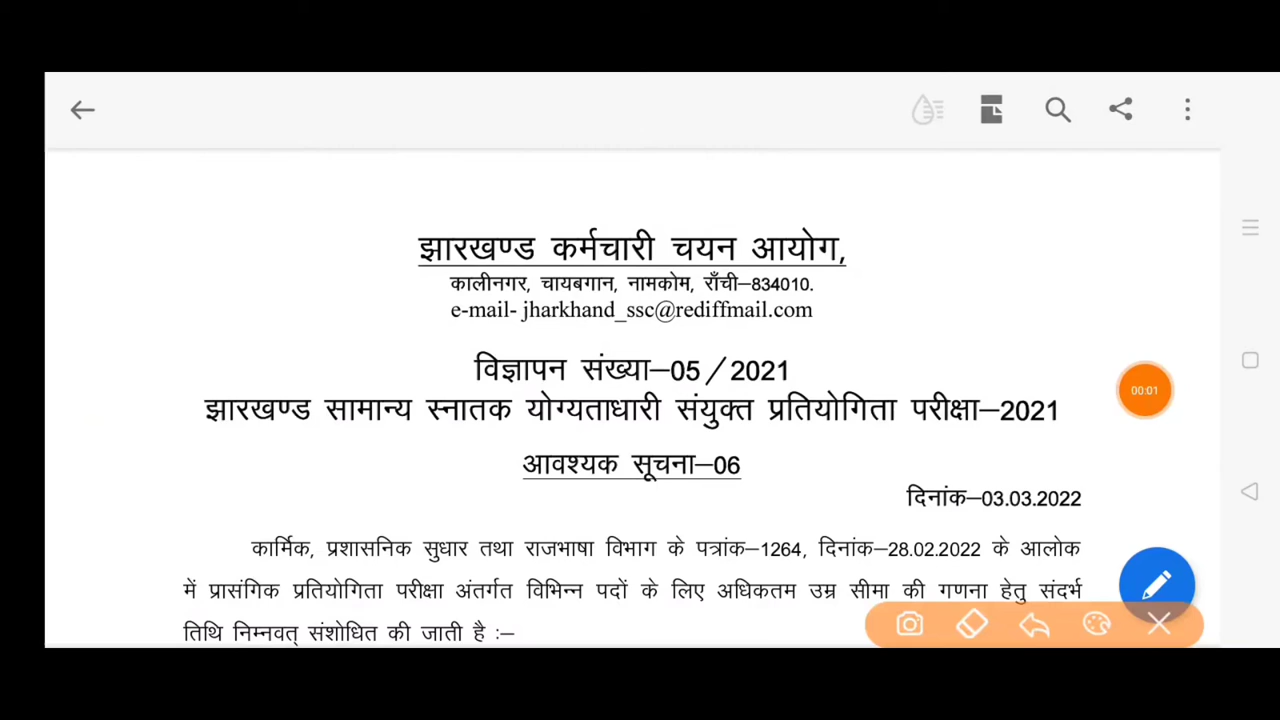 झारखण्ड कर्मचारी चयन आयोग,
कालीनगर, चायबगान, नामकोम, राँची–834010.
e-mail- jharkhand_ssc@rediffmail.com
विज्ञापन संख्या–05/2021
झारखण्ड सामान्य स्नातक योग्यताधारी संयुक्त प्रतियोगिता परीक्षा–2021
00:01
आवश्यक सूचना–06
दिनांक–03.03.2022
कार्मिक, प्रशासनिक सुधार तथा राजभाषा विभाग के पत्रांक–1264, दिनांक–28.02.2022 के आलोक
में प्रासंगिक प्रतियोगिता परीक्षा अंतर्गत विभिन्न पदों के लिए अधिकतम उम्र सीमा की गणना हेतु संदर्भ
तिथि निम्नवत् संशोधित की जाती है :–